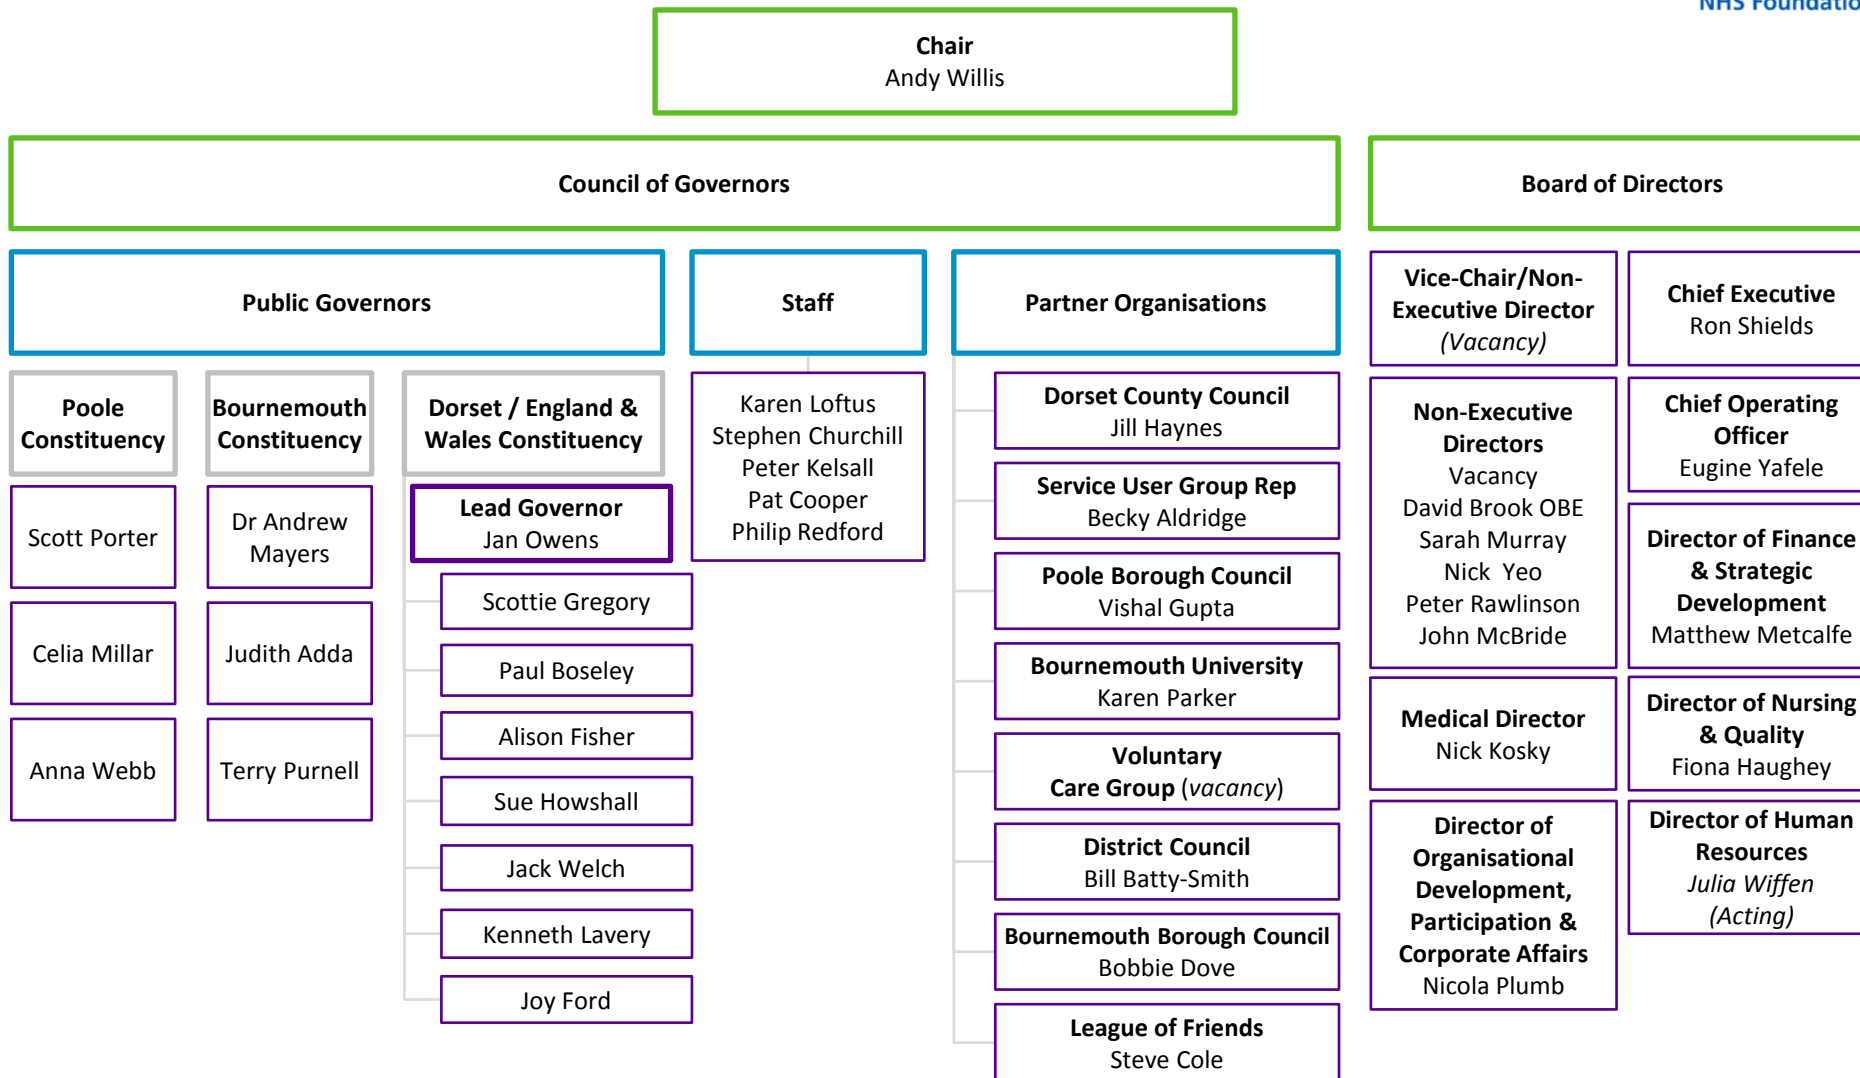 NHS Foundatio
Chair
Andy Willis
Council of Governors
Board of Directors
Public Governors
Staff
Partner Organisations
Poole
Constituency
Scott Porter
Celia Millar
Anna Webb
Bournemouth
Constituency
Dr Andrew
Mayers
Judith Adda
Terry Purnell
Dorset / England &
Wales Constituency
Lead Governor
Jan Owens
Scottie Gregory
Paul Boseley
Alison Fisher
Sue Howshall
Jack Welch
Kenneth Lavery
Joy Ford
Karen Loftus
Stephen Churchill
Peter Kelsall
Pat Cooper
Philip Redford
Dorset County Council
Jill Haynes
Service User Group Rep
Becky Aldridge
Poole Borough Council
Vishal Gupta
Bournemouth University
Karen Parker
Voluntary
Care Group (vacancy)
District Council
Bill Batty-Smith
Bournemouth Borough Council
Bobbie Dove
League of Friends
Steve Cole
Vice-Chair/Non-
Executive Director
(Vacancy)
Non-Executive
Directors
Vacancy
David Brook OBE
Sarah Murray
Nick Yeo
Peter Rawlinson
John McBride
Medical Director
Nick Kosky
Director of
Organisational
Development,
Participation &
Corporate Affairs
Nicola Plumb
Chief Executive
Ron Shields
Chief Operating
Officer
Eugine Yafele
Director of Finance
& Strategic
Development
Matthew Metcalfe
Director of Nursing
& Quality
Fiona Haughey
Director of Human
Resources
Julia Wiffen
(Acting)